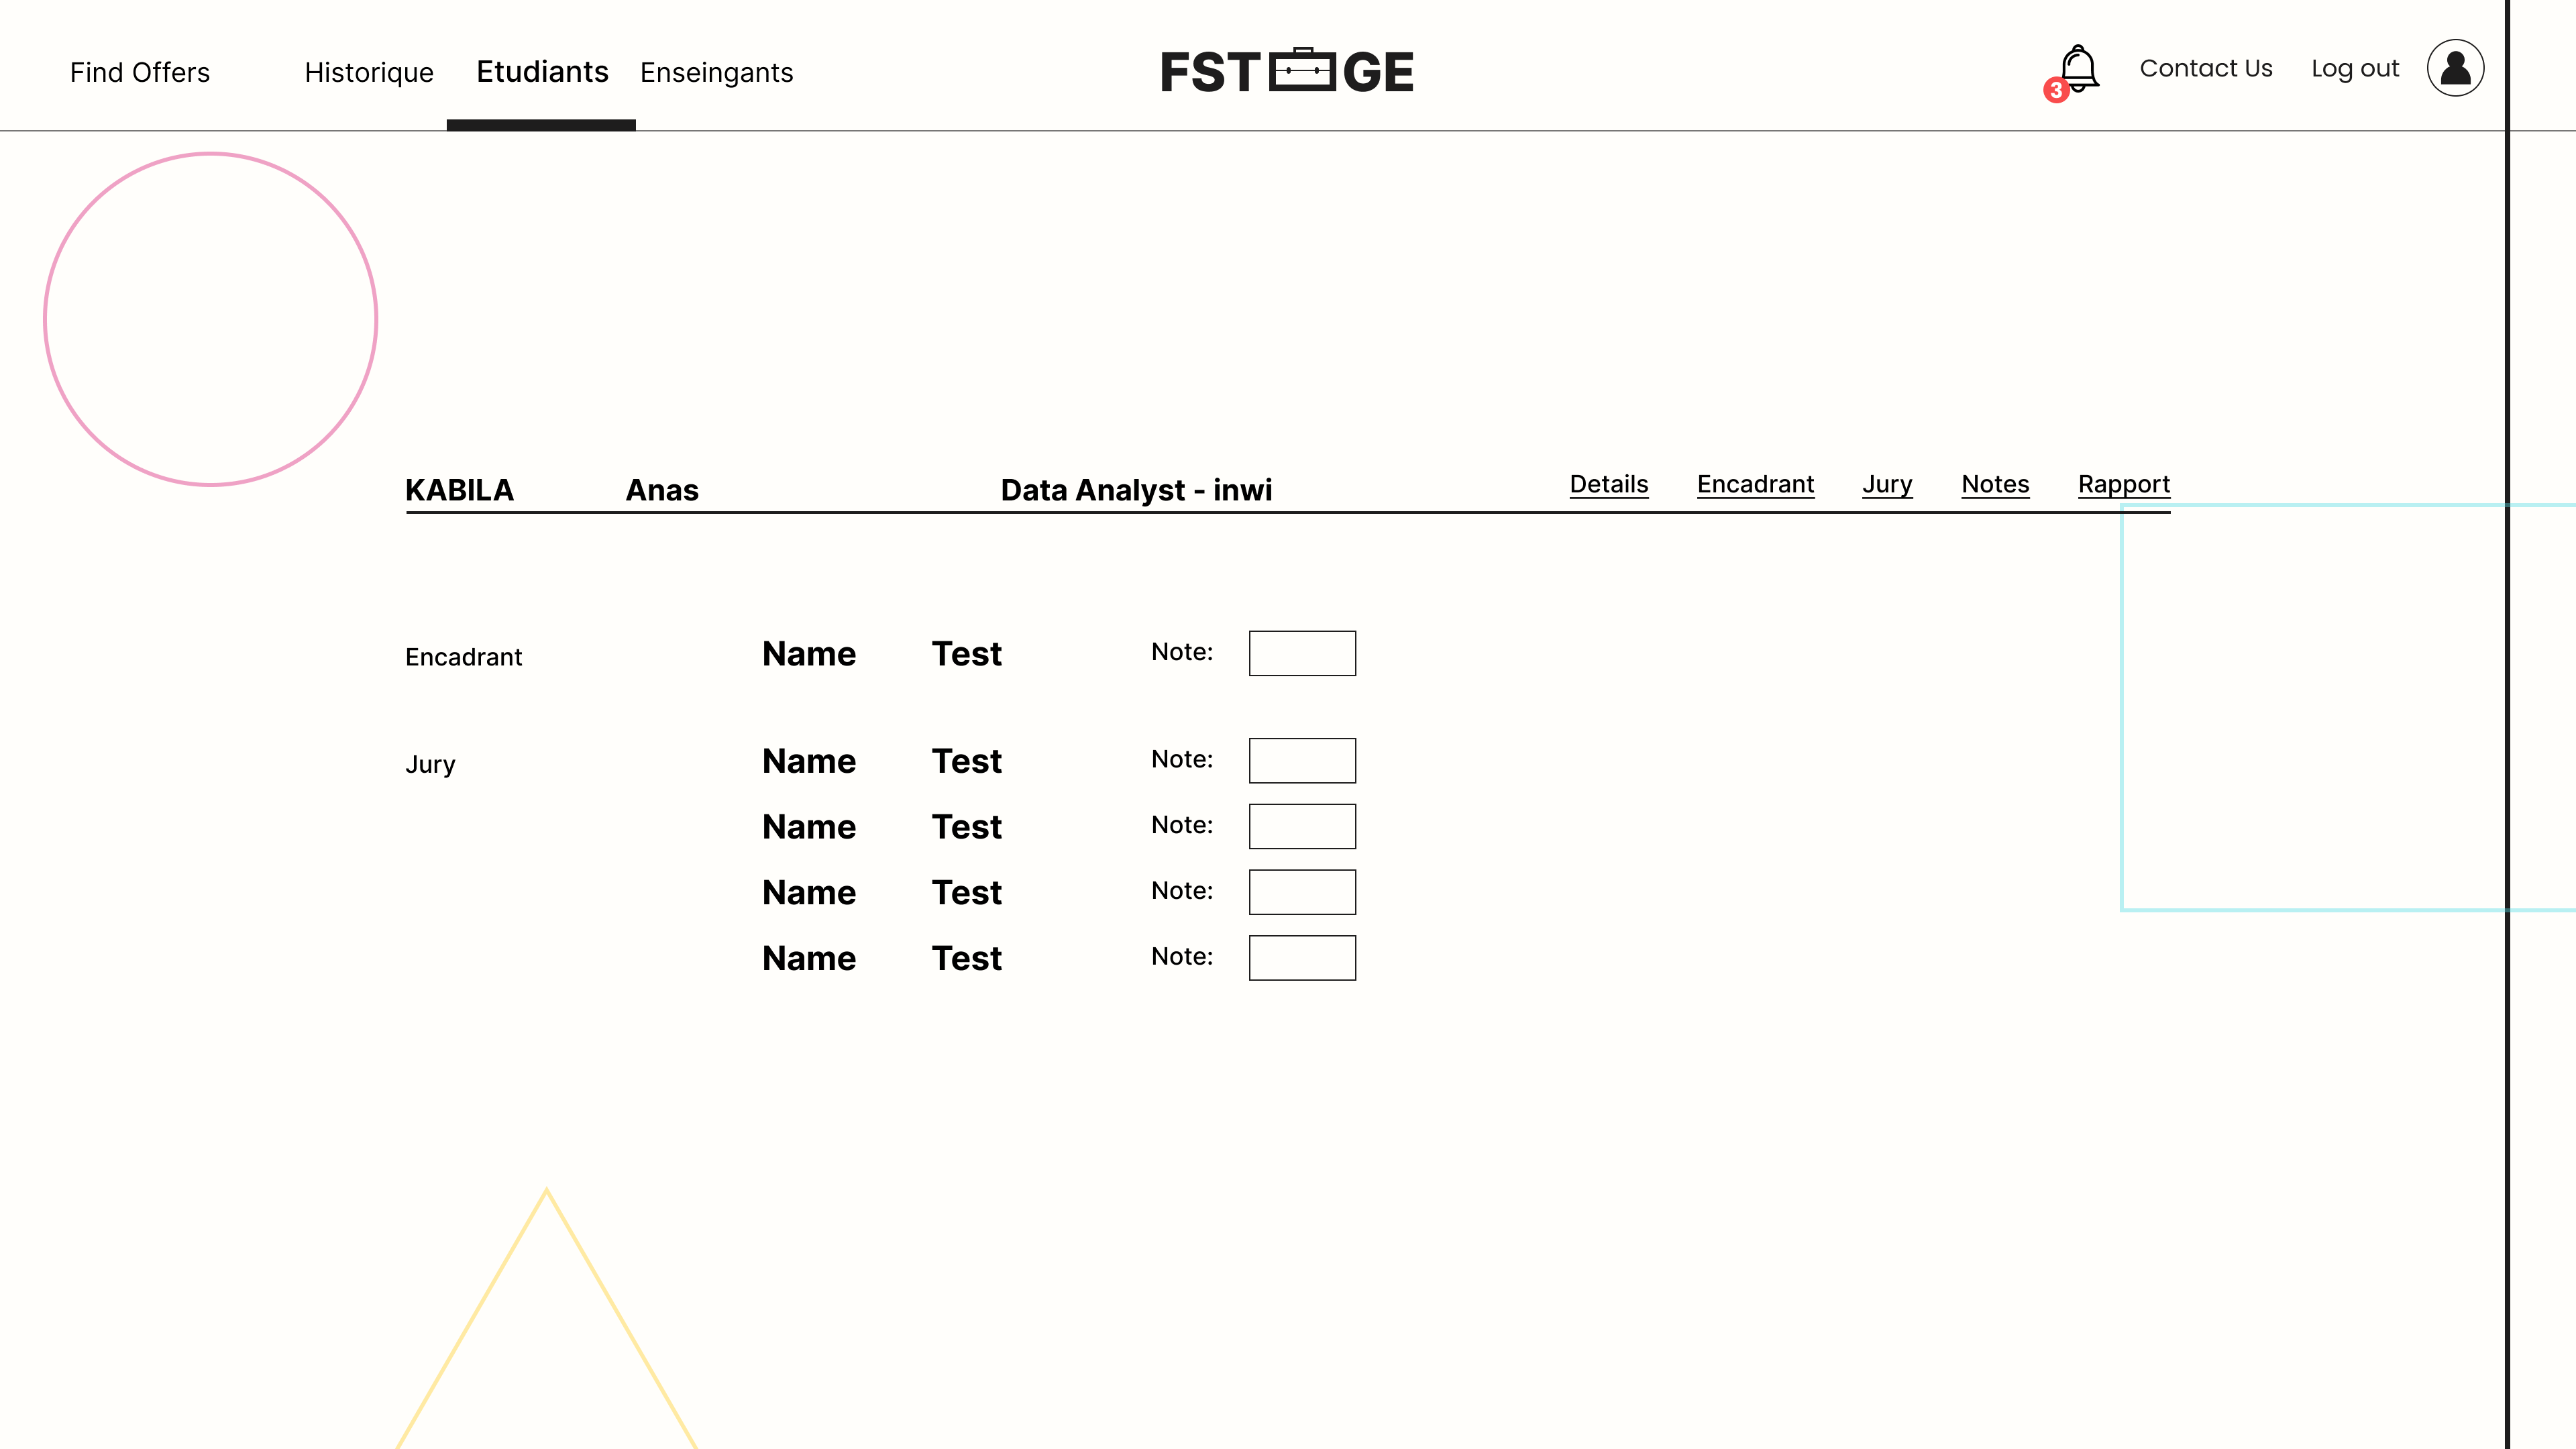 Find Offers Historique Etudiants Enseingants FST GE 3 Contact Us Log out
KABILA Anas Data Analyst - inwi Details Encadrant Jury Notes Rapport
Encadrant Name Test Note:
Jury Name Test Note:
Name Test Note:
Name Test Note:
Name Test Note: